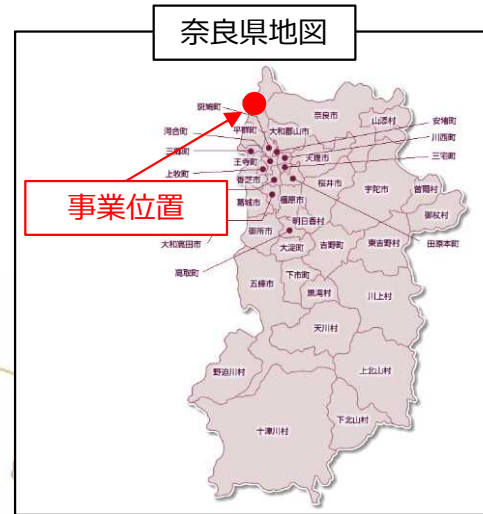 奈良県地図
斑鳩町
奈良市
山添村
安堵町
河合町
平群町
大和郡山市
川西町
三郷町
三宅町
王寺町
天理市
上牧町
香芝市
桜井市
宇陀市
曽爾村
事業位置
葛城市
橿原市
御杖村
明日香村
大和高田市
御所市
田原本町
大淀町
吉野町
東吉野村
高取町
五條市
下市町
黒滝村
川上村
天川村
野迫川村
上北山村
下北山村
十津川村